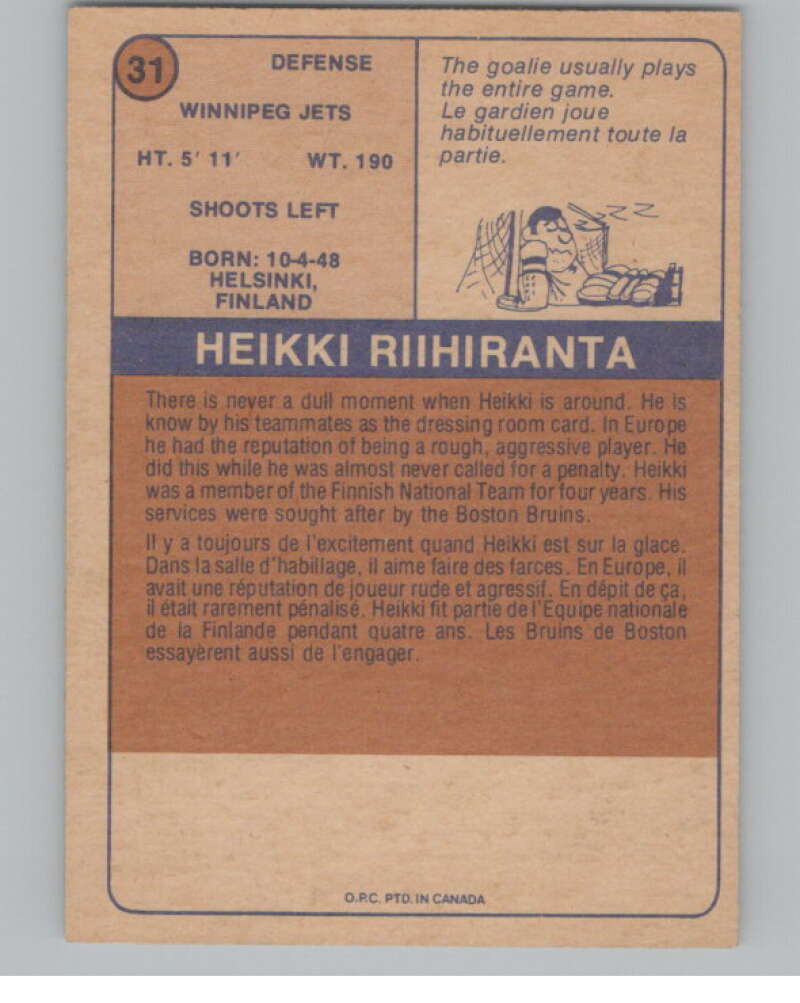 31
DEFENSE
WINNIPEG JETS
HT. 5' 11' WT. 190
SHOOTS LEFT
BORN: 10-4-48
HELSINKI,
FINLAND
The goalie usually plays
the entire game.
Le gardien joue
habituellement toute la
partie.
ZZZ
HEIKKI RIIHIRANTA
There is never a dull moment when Heikki is around. He is
know by his teammates as the dressing room card. In Europe
he had the reputation of being a rough, aggressive player. He
did this while he was almost never called for a penalty. Heikki
was a member of the Finnish National Team for four years. His
services were sought after by the Boston Bruins.
Il y a toujours de l'excitement quand Heikki est sur la glace.
Dans la salle d'habillage, il aime faire des farces. En Europe, il
avait une réputation de joueur rude et agressif. En dépit de ça,
il était rarement pénalisé. Heikki fit partie de l'Equipe nationale
de la Finlande pendant quatre ans. Les Bruins de Boston
essayèrent aussi de l'engager.
O.P.C. PTD. IN CANADA